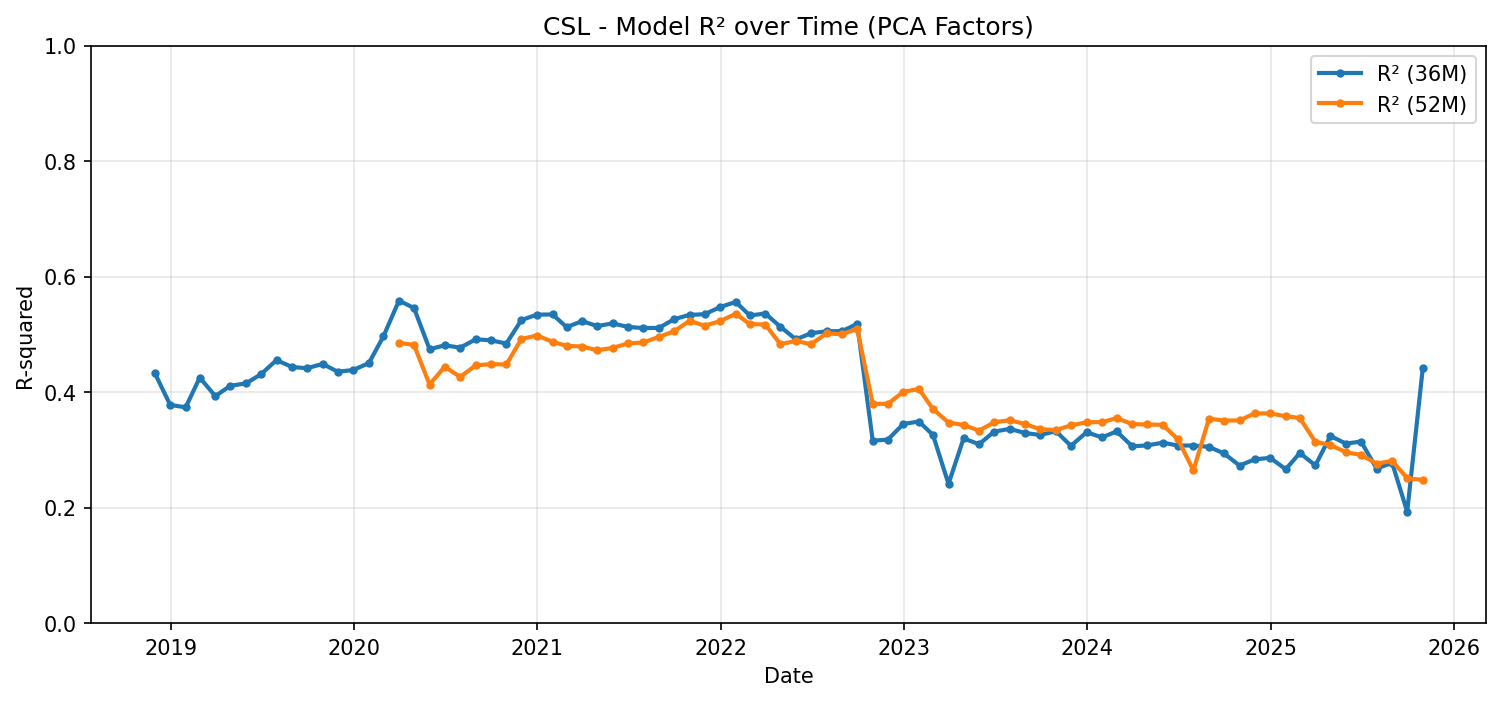 CSL - Model R² over Time (PCA Factors)
1.0
0.8
0.6
0.4
0.2
0.0
R-squared
R² (36M)
R² (52M)
2019 2020 2021 2022 2023 2024 2025 2026
Date